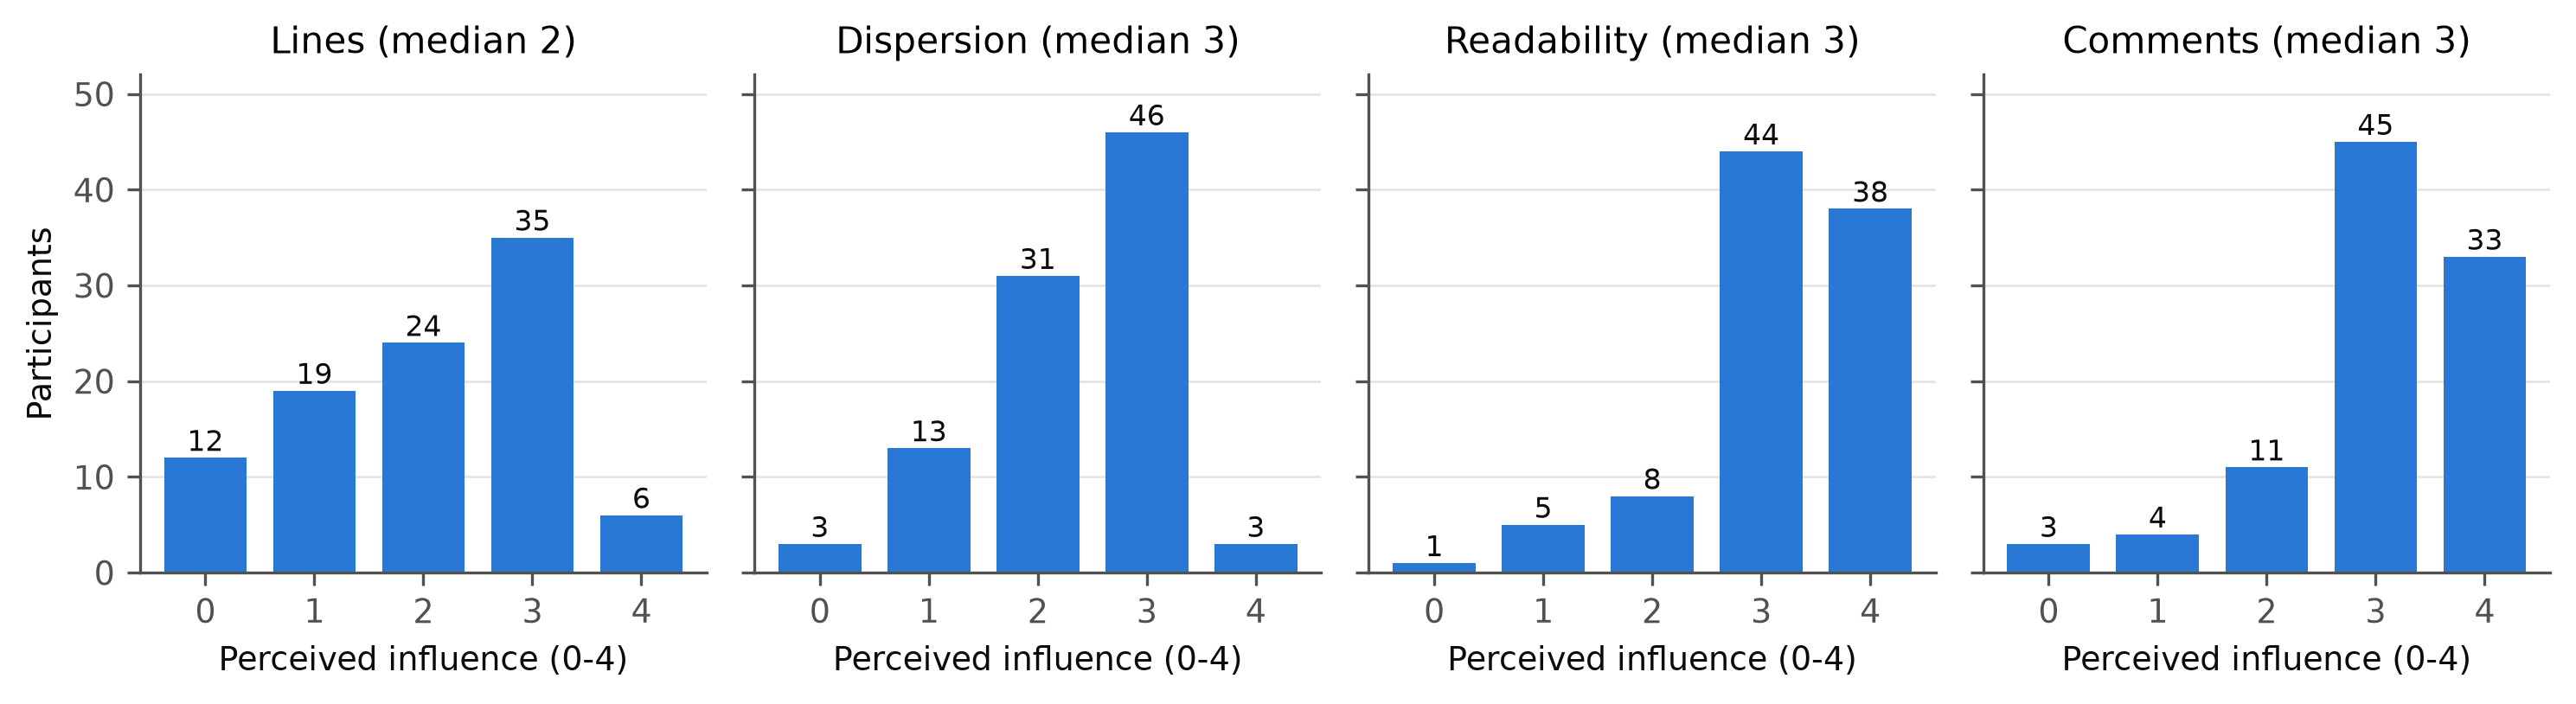 Lines (median 2)
Dispersion (median 3)
Readability (median 3)
Comments (median 3)
Participants
50
40
30
20
10
0
12
19
24
35
6
0 1 2 3 4
Perceived influence (0-4)
3
13
31
46
3
0 1 2 3 4
Perceived influence (0-4)
1
5
8
44
38
0 1 2 3 4
Perceived influence (0-4)
3
4
11
45
33
0 1 2 3 4
Perceived influence (0-4)